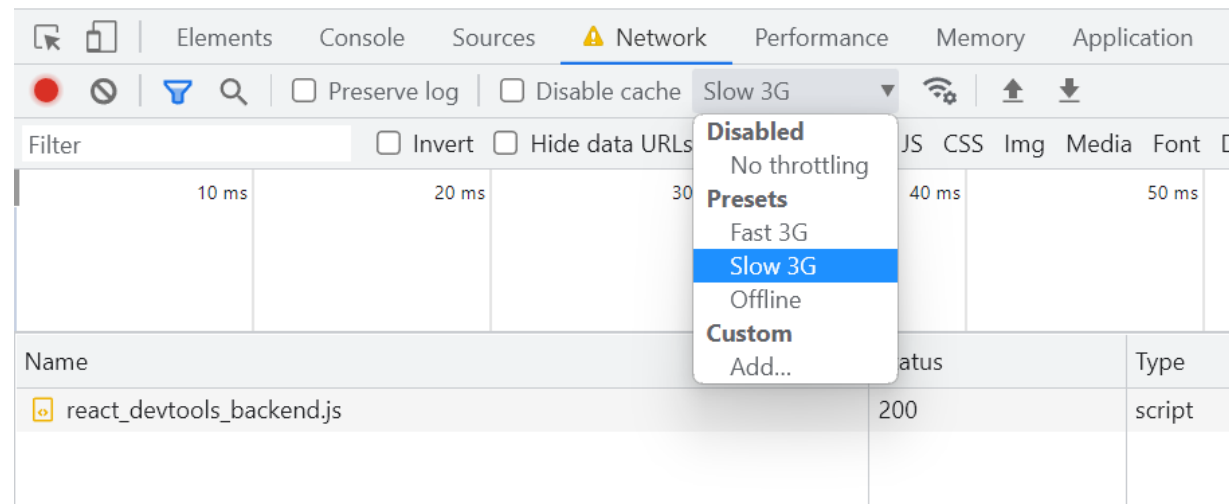 Elements Console Sources Network Performance Memory Application
Preserve log Disable cache Slow 3G
Filter Invert Hide data URLs JS CSS Img Media Font
Disabled
No throttling
Presets
Fast 3G
Slow 3G
Offline
Custom
Add...
10 ms 20 ms 30 40 ms 50 ms
Name atus Type
react_devtools_backend.js 200 script